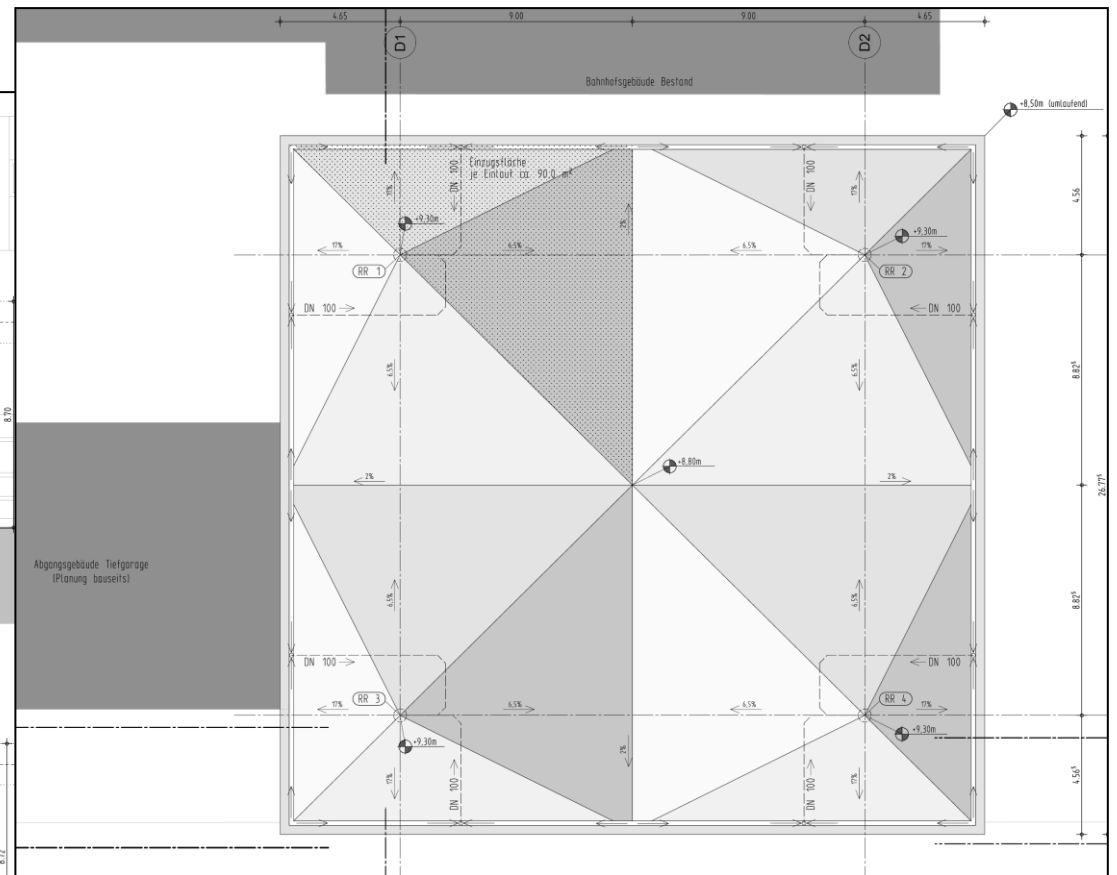 4.65
9.00
9.00
4.65
D1
D2
Bahnhofsgebäude Bestand
+8,50m (umlaufend)
Einzugsfläche
je Einlauf ca. 90.0 m²
DN 100
DN 100
17%
17%
4.56
+9,30m
+9,30m
2%
17%
6.5%
6.5%
17%
RR 1
RR 2
DN 100
DN 100
6.5%
6.5%
8.82⁵
8.70
+8,80m
2%
2%
26.77⁵
Abgangsgebäude Tiefgarage
(Planung bauseits)
6.5%
6.5%
8.82⁵
DN 100
DN 100
RR 3
RR 4
17%
6.5%
6.5%
17%
+9,30m
+9,30m
2%
17%
17%
DN 100
DN 100
4.56⁵
8.72